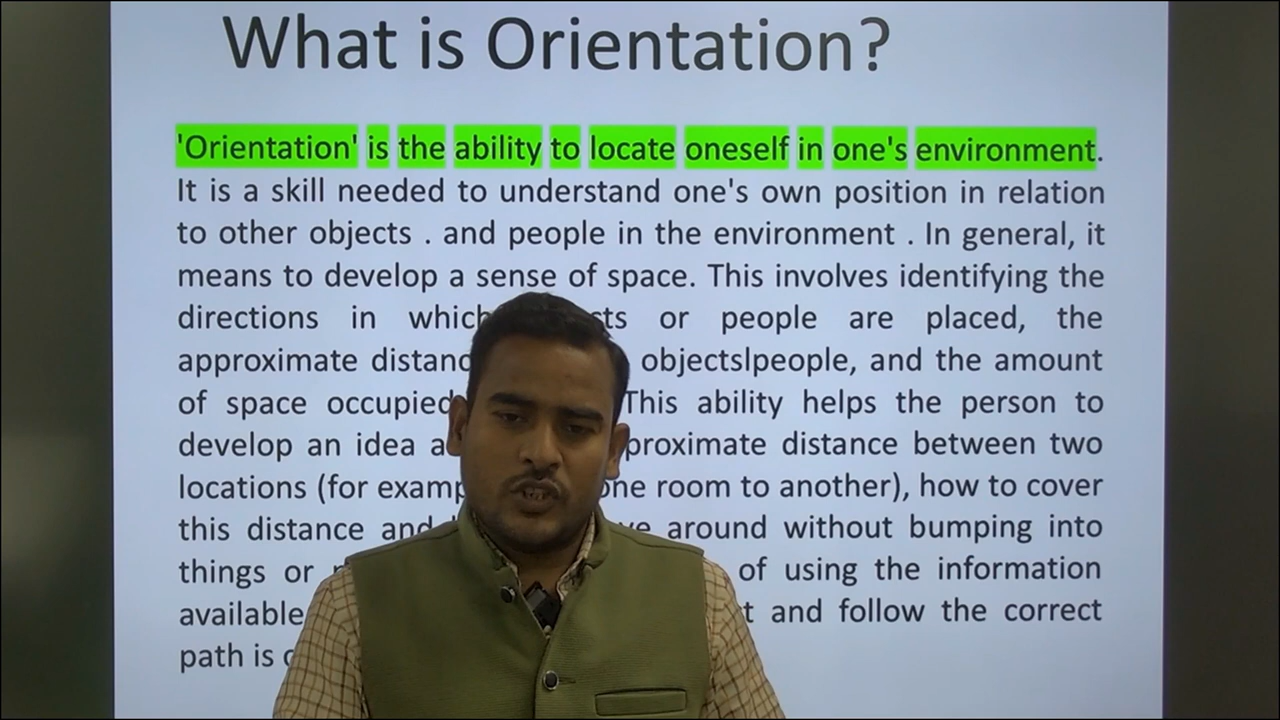 What is Orientation?
'Orientation' is the ability to locate oneself in one's environment.
It is a skill needed to understand one's own position in relation
to other objects . and people in the environment . In general, it
means to develop a sense of space. This involves identifying the
directions in which or people are placed, the
approximate objectslpeople, and the amount
of space occupied This ability helps the person to
develop an idea distance between two
locations (for one room to another), how to cover
this distance and around without bumping into
things or of using the information
available and follow the correct
path is